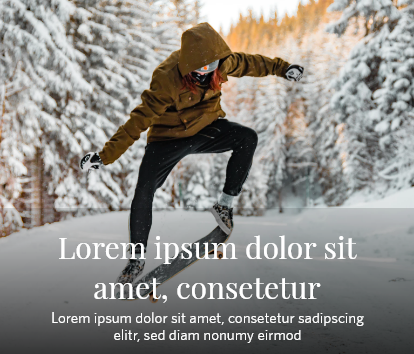 Lorem ipsum dolor sit
amet, consetetur
Lorem ipsum dolor sit amet, consetetur sadipscing
elitr, sed diam nonumy eirmod